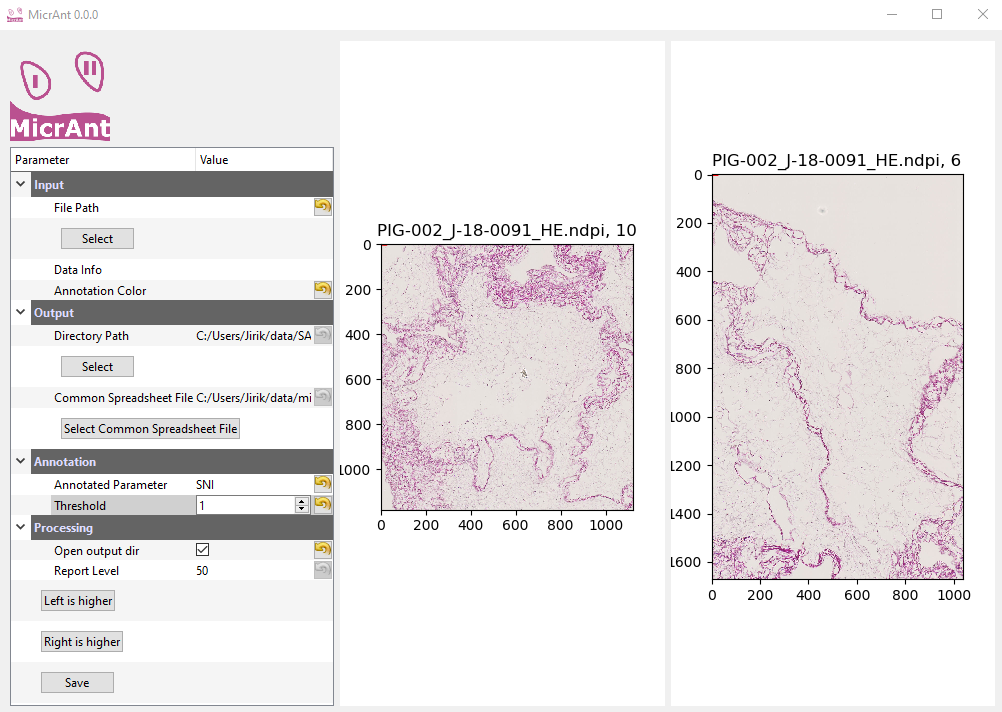 MicrAnt 0.0.0
I II
MicrAnt
Parameter Value
Input
File Path
Select
Data Info
Annotation Color
Output
Directory Path C:/Users/Jirik/data/SA
Select
Common Spreadsheet File C:/Users/Jirik/data/mi
Select Common Spreadsheet File
Annotation
Annotated Parameter SNI
Threshold 1
Processing
Open output dir
Report Level 50
Left is higher
Right is higher
Save
PIG-002_J-18-0091_HE.ndpi, 10
0
200
400
600
800
1000
0 200 400 600 800 1000
PIG-002_J-18-0091_HE.ndpi, 6
0
200
400
600
800
1000
1200
1400
1600
0 200 400 600 800 1000